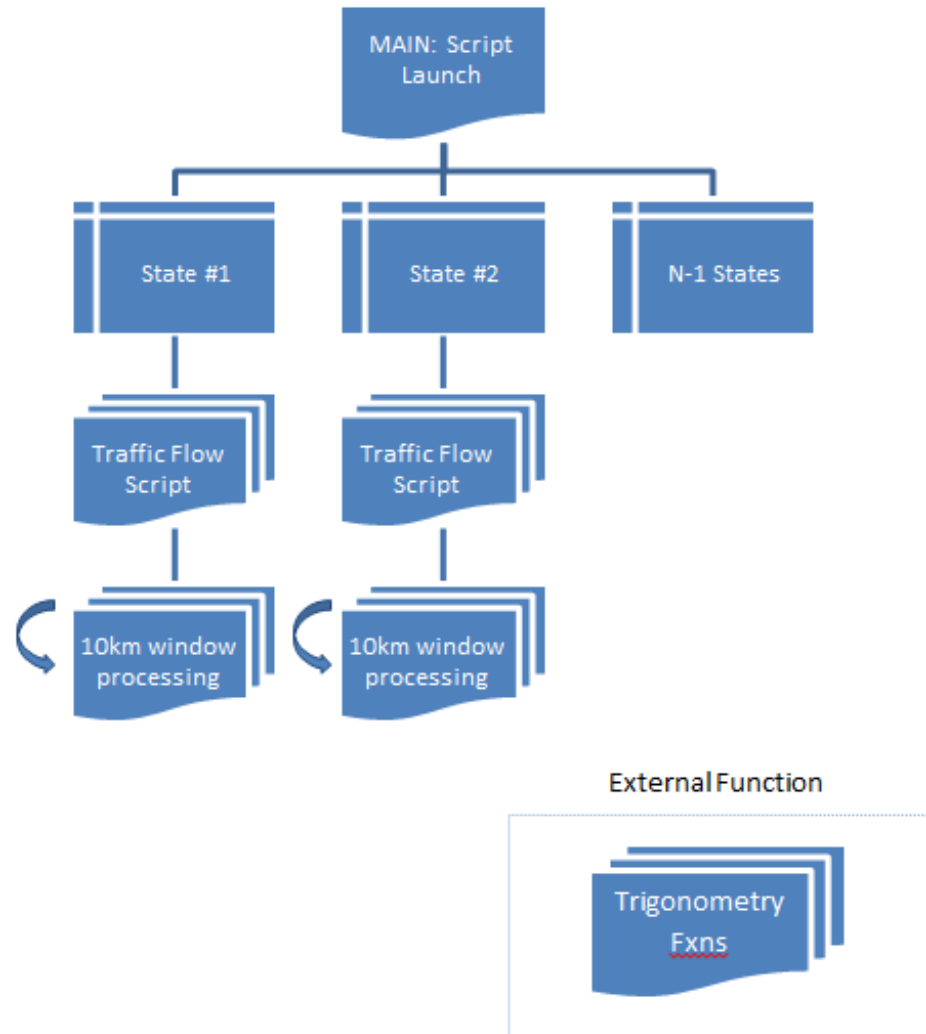 MAIN: Script
Launch
State #1
State #2
N-1 States
Traffic Flow
Script
Traffic Flow
Script
10km window
processing
10km window
processing
External Function
Trigonometry
Fxns